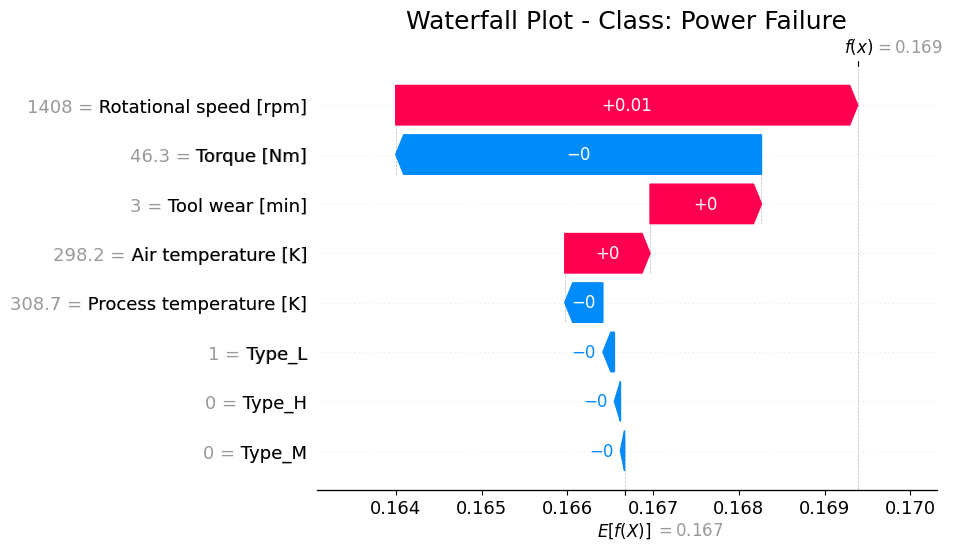 Waterfall Plot - Class: Power Failure
f(x) = 0.169
1408 = Rotational speed [rpm]
+0.01
46.3 = Torque [Nm]
−0
3 = Tool wear [min]
+0
298.2 = Air temperature [K]
+0
308.7 = Process temperature [K]
−0
1 = Type_L
−0
0 = Type_H
−0
0 = Type_M
−0
0.164 0.165 0.166 0.167 0.168 0.169 0.170
E[f(X)] = 0.167